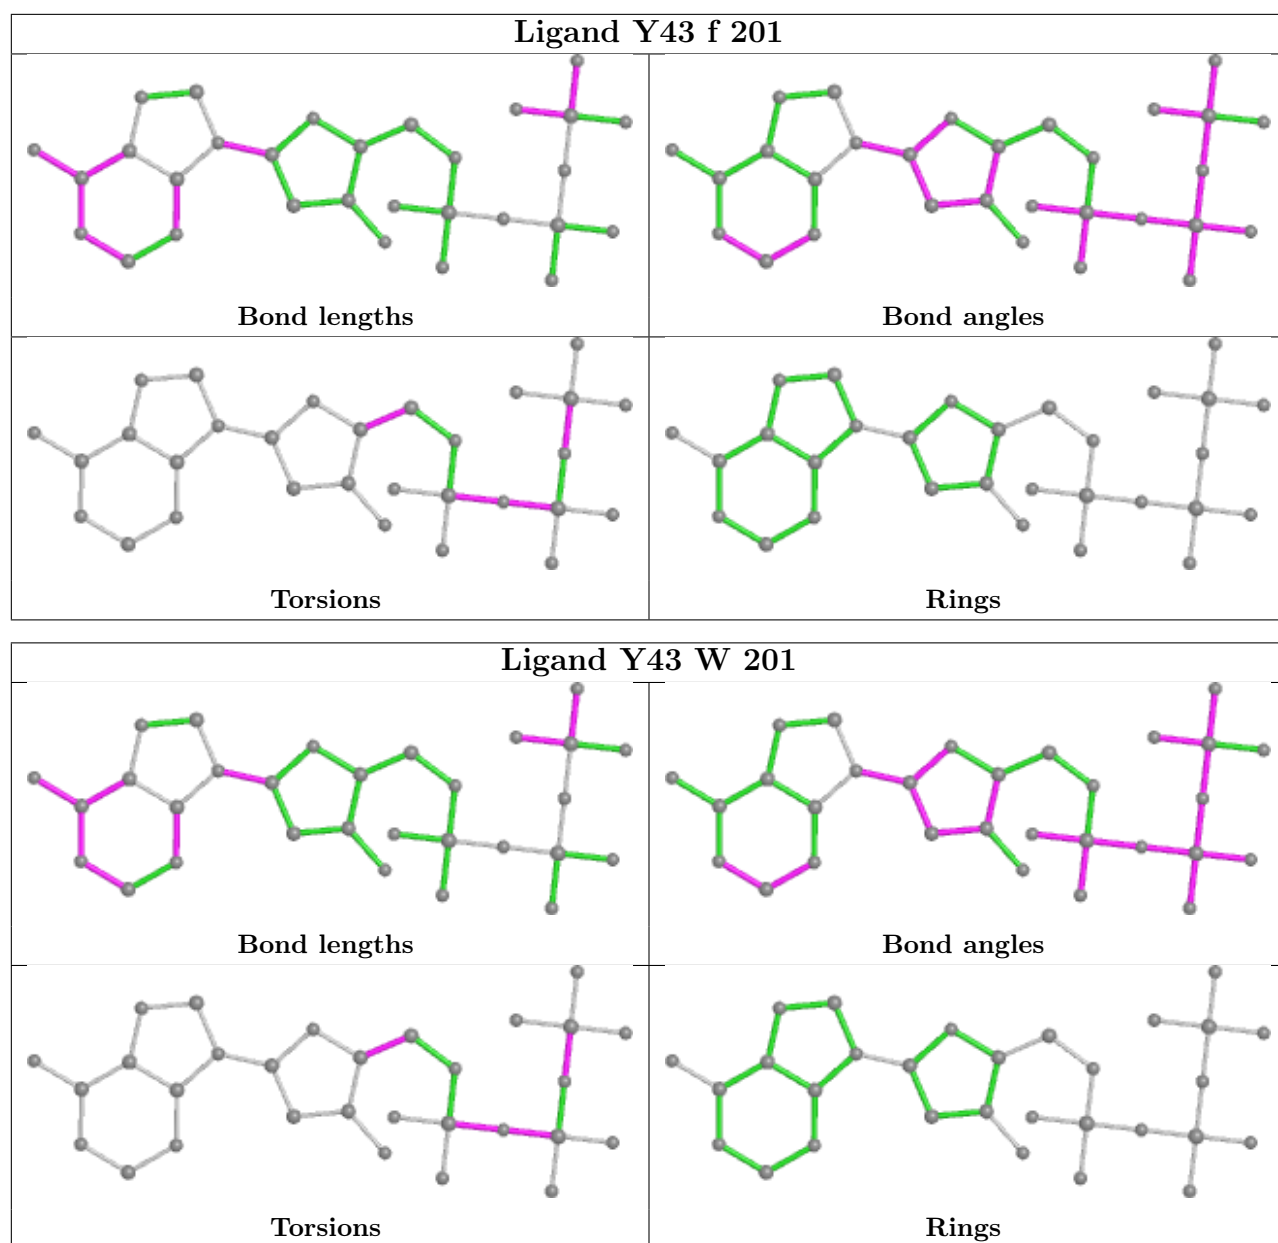 Ligand Y43 f 201
Bond lengths
Bond angles
Torsions
Rings
Ligand Y43 W 201
Bond lengths
Bond angles
Torsions
Rings